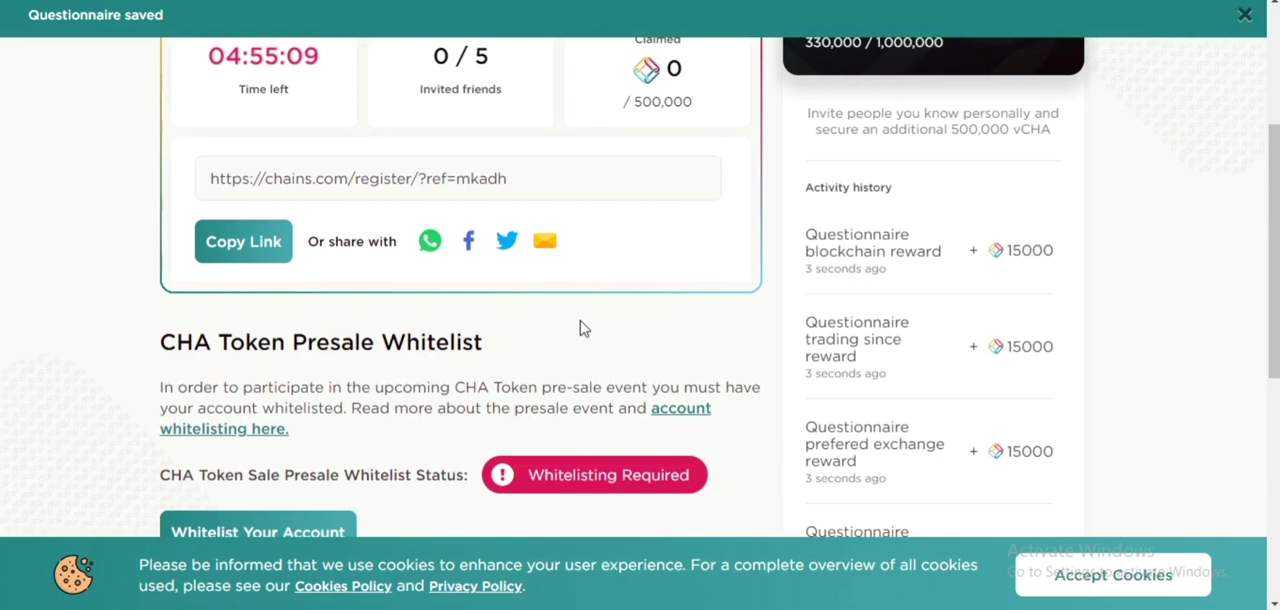 Questionnaire saved
04:55:09
Time left
0 / 5
Invited friends
Claimed
0
/ 500,000
https://chains.com/register/?ref=mkadh
Copy Link
Or share with
CHA Token Presale Whitelist
In order to participate in the upcoming CHA Token pre-sale event you must have
your account whitelisted. Read more about the presale event and account
whitelisting here.
CHA Token Sale Presale Whitelist Status:
! Whitelisting Required
Whitelist Your Account
330,000 / 1,000,000
Invite people you know personally and
secure an additional 500,000 vCHA
Activity history
Questionnaire
blockchain reward
3 seconds ago
+ 15000
Questionnaire
trading since
reward
3 seconds ago
+ 15000
Questionnaire
prefered exchange
reward
3 seconds ago
+ 15000
Questionnaire
Please be informed that we use cookies to enhance your user experience. For a complete overview of all cookies
used, please see our Cookies Policy and Privacy Policy.
Accept Cookies
Activate Windows
Go to Settings to activate Windows.